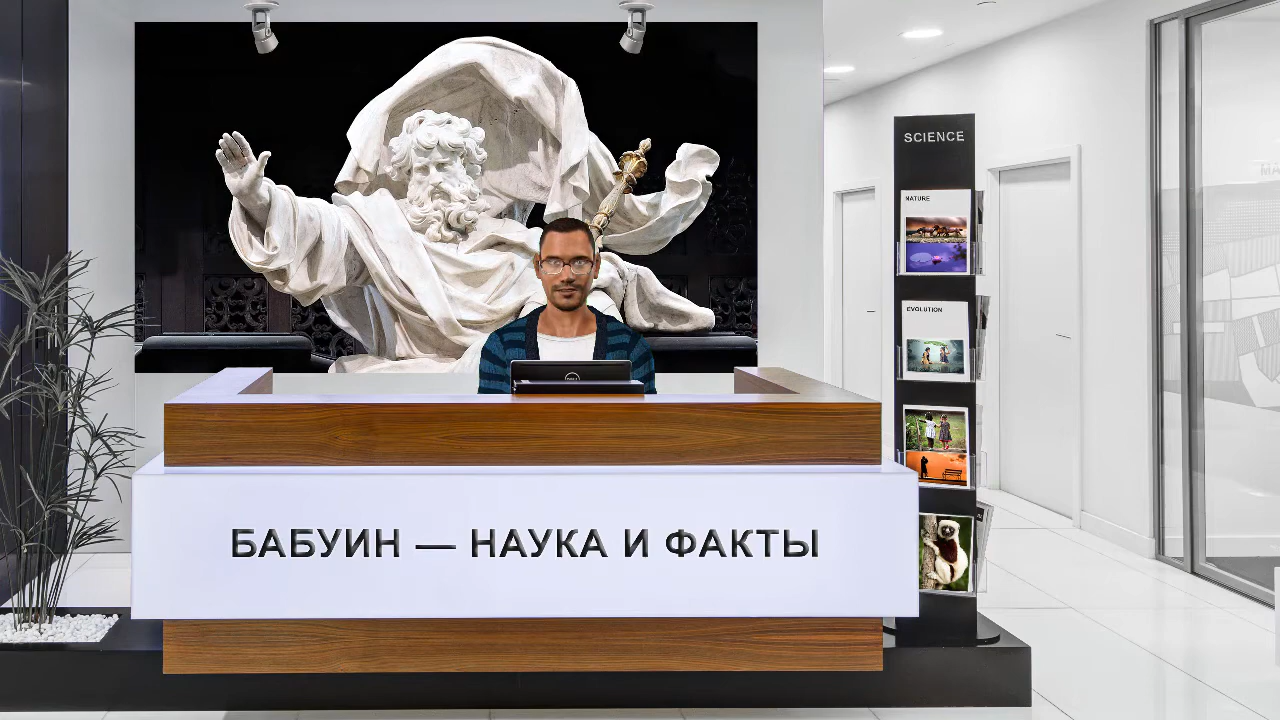 SCIENCE
NATURE
EVOLUTION
БАБУИН — НАУКА И ФАКТЫ